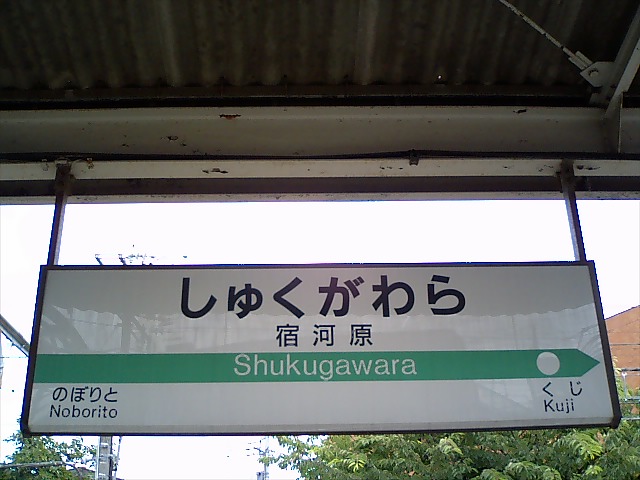 しゅくがわら
宿河原
Shukugawara
のぼりと
Noborito
くじ
Kuji